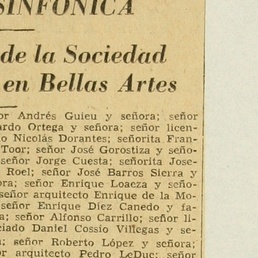 SINFONICA
de la Sociedad
en Bellas Artes
or Andrés Guieu y señora; señor
ardo Ortega y señora; señor licen-
Nicolás Dorantes; señorita Fran-
Toor; señor José Gorostiza y se-
señor Jorge Cuesta; señorita Jose-
Roel; señor José Barros Sierra y
ra; señor Enrique Loaeza y seño-
señor arquitecto Enrique de la Mo-
señor Enrique Díez Canedo y fa-
a; señor Alfonso Carrillo; señor li-
ciado Daniel Cossío Villegas y se-
señor Roberto López y señora;
or arquitecto Pedro LeDuc; señor